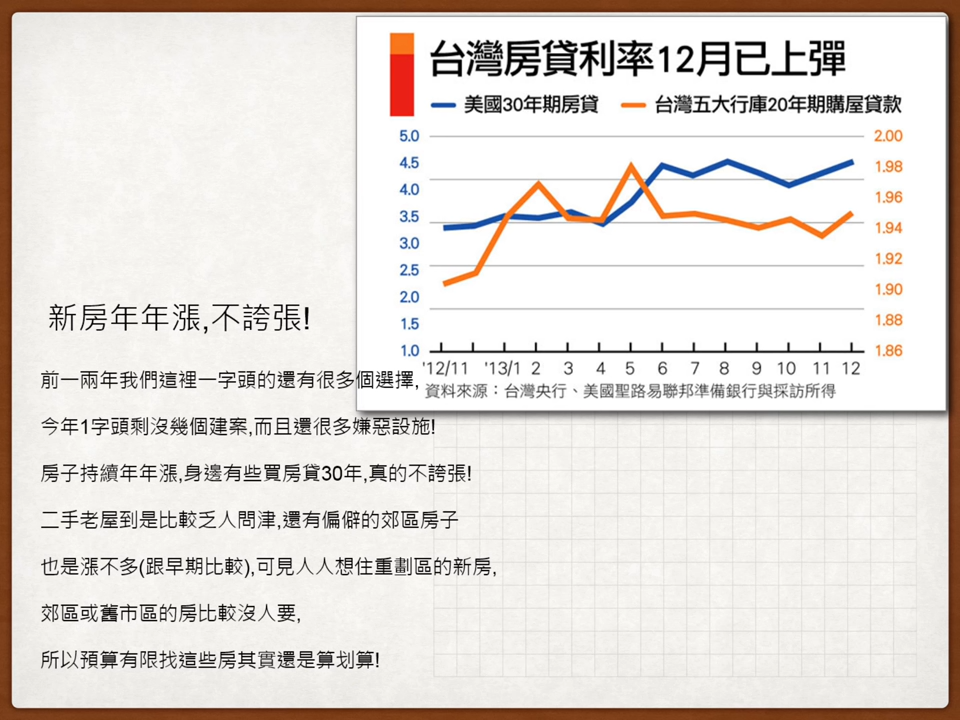 台灣房貸利率12月已上彈
美國30年期房貸 台灣五大行庫20年期購屋貸款
5.0 2.00
4.5 1.98
4.0 1.96
3.5 1.94
3.0
2.5 1.92
2.0 1.90
1.5 1.88
1.0 1.86
'12/11 '13/1 2 3 4 5 6 7 8 9 10 11 12
資料來源：台灣央行、美國聖路易聯邦準備銀行與採訪所得
新房年年漲,不誇張!
前一兩年我們這裡一字頭的還有很多個選擇,
今年1字頭剩沒幾個建案,而且還很多嫌惡設施!
房子持續年年漲,身邊有些買房貸30年,真的不誇張!
二手老屋到是比較乏人問津,還有偏僻的郊區房子
也是漲不多(跟早期比較),可見人人想住重劃區的新房,
郊區或舊市區的房比較沒人要,
所以預算有限找這些房其實還是算划算!